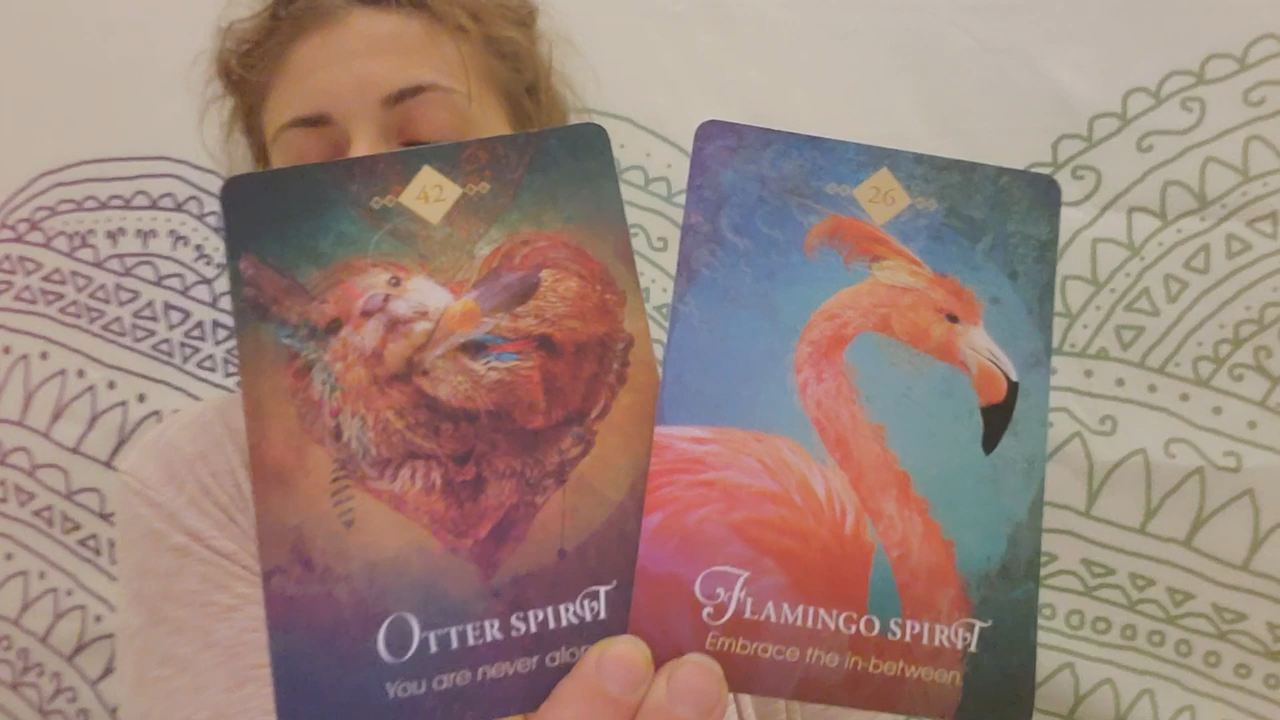 42
OTTER SPIRIT
You are never
26
FLAMINGO SPIRIT
Embrace the in-between.